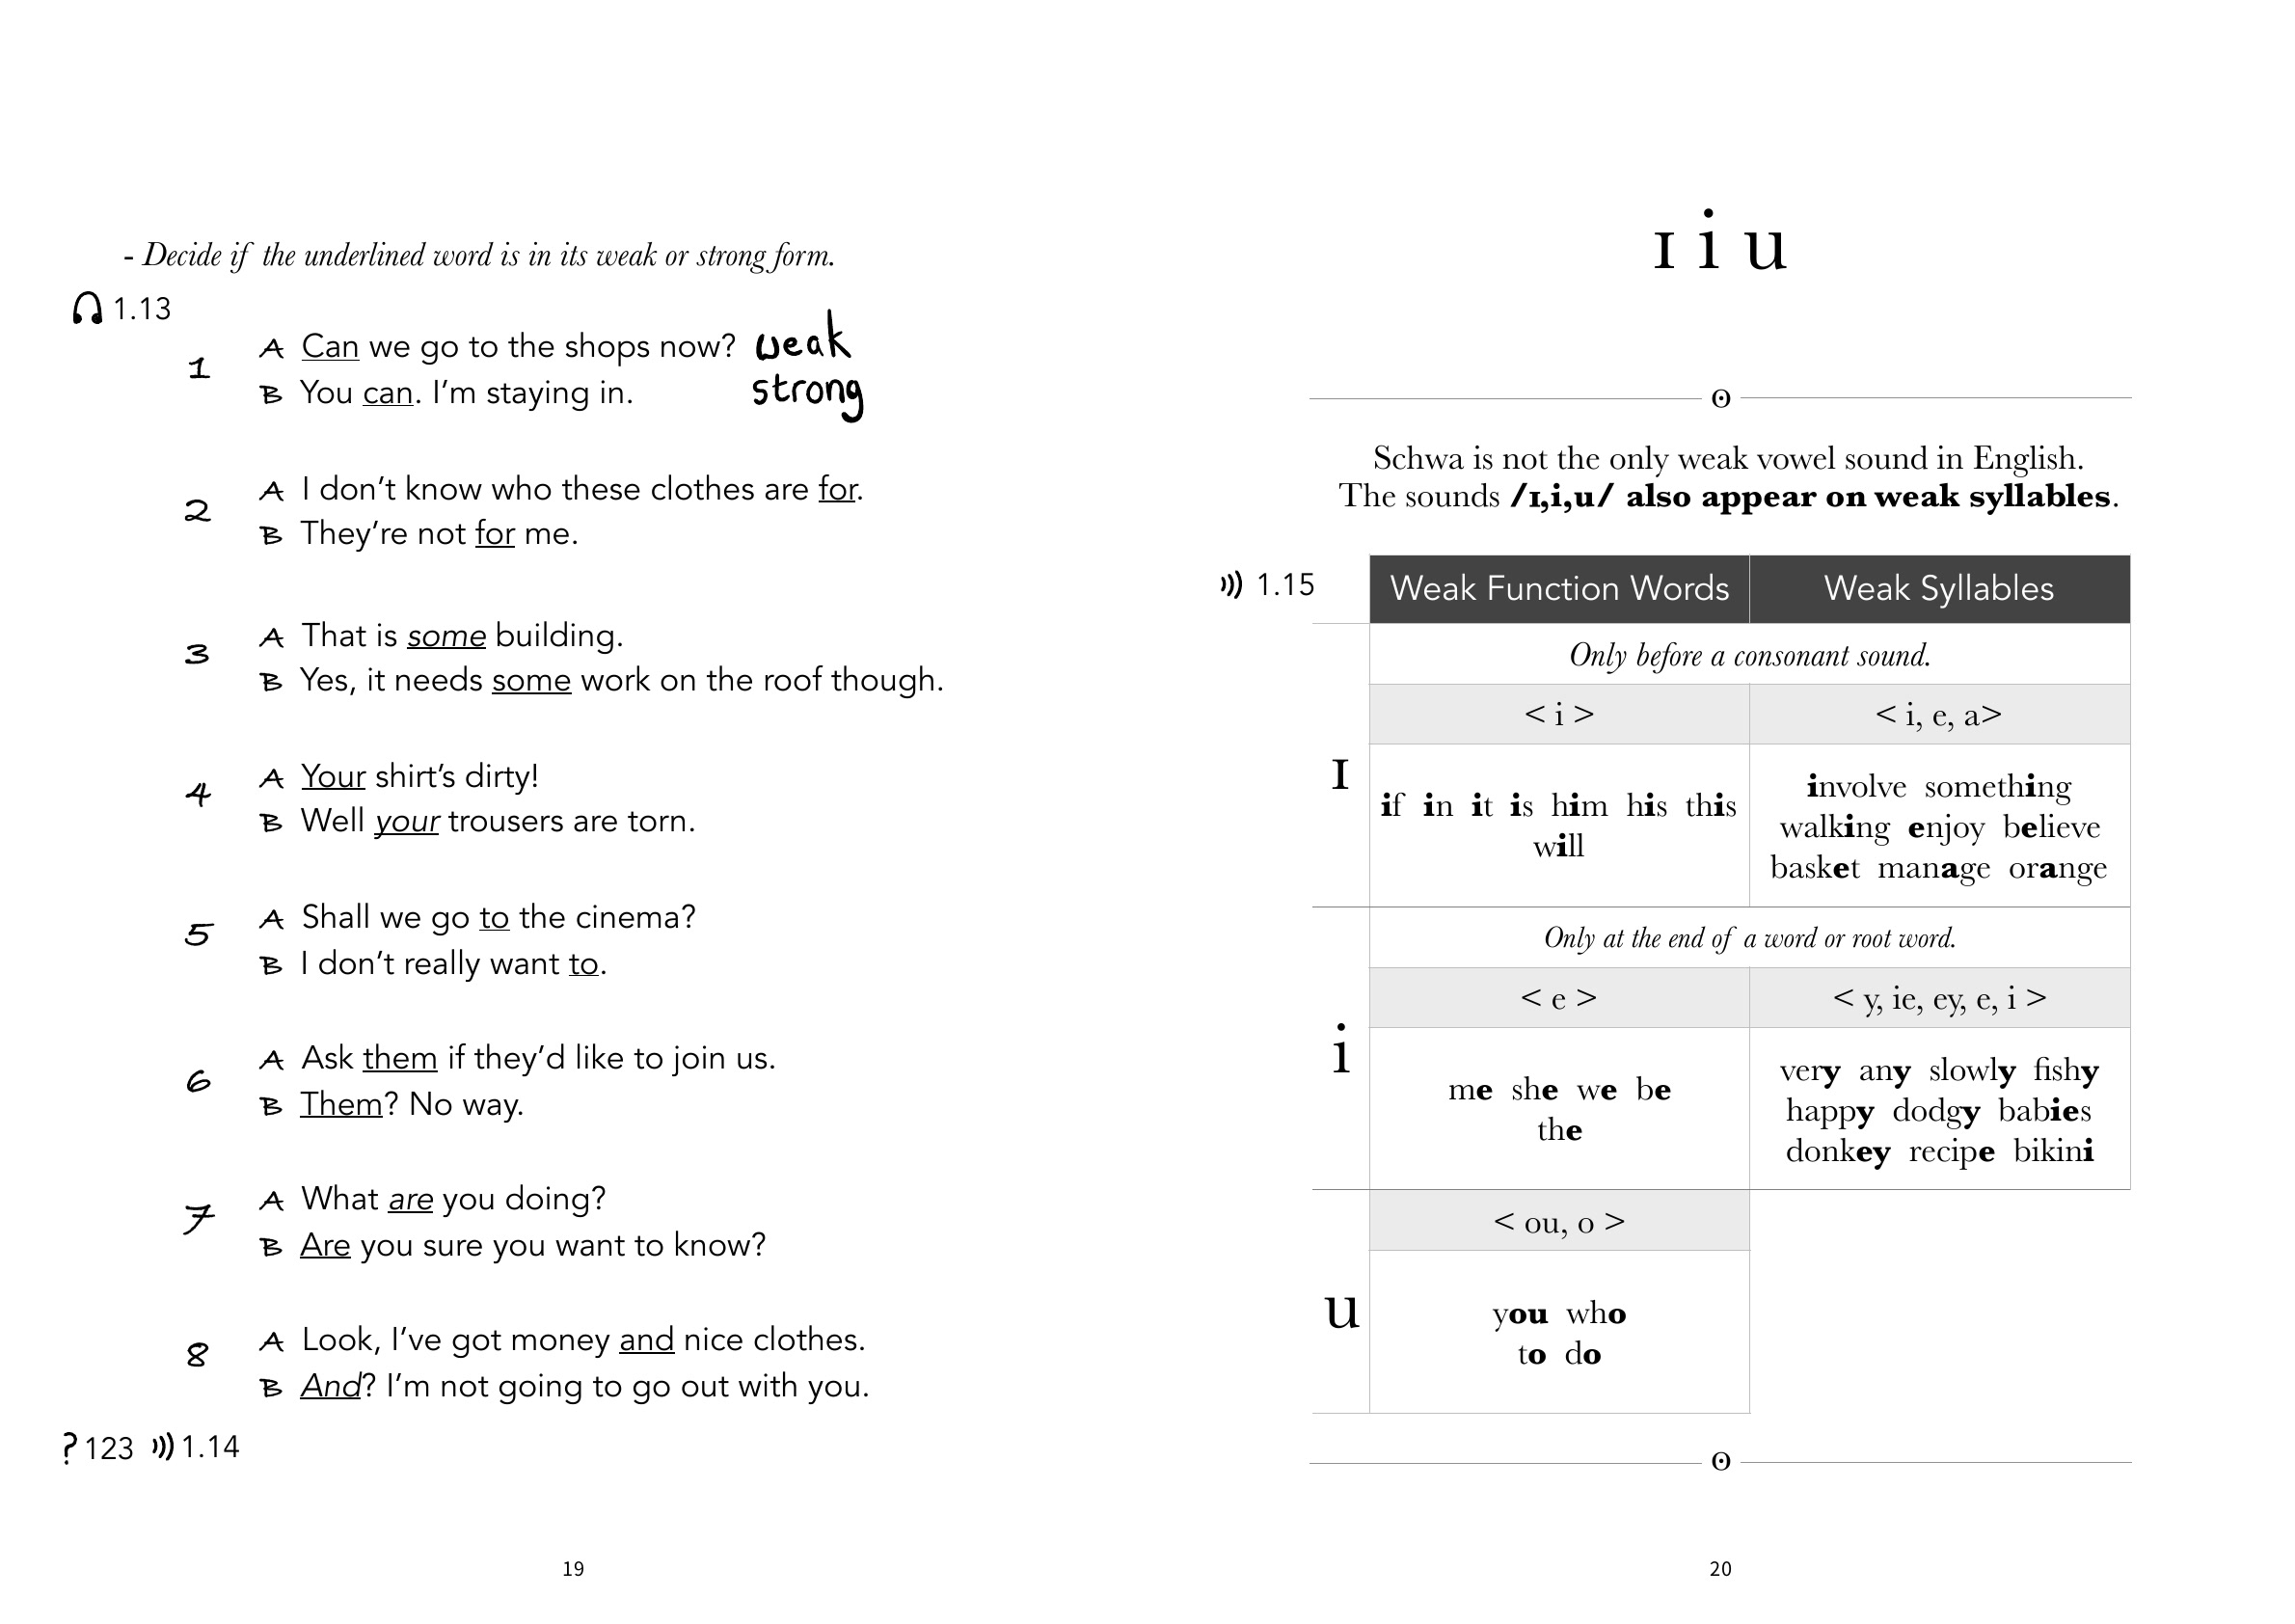 - Decide if the underlined word is in its weak or strong form.
1.13
1
A Can we go to the shops now? weak
B You can. I'm staying in. strong
2
A I don't know who these clothes are for.
B They're not for me.
3
A That is some building.
B Yes, it needs some work on the roof though.
4
A Your shirt's dirty!
B Well your trousers are torn.
5
A Shall we go to the cinema?
B I don't really want to.
6
A Ask them if they'd like to join us.
B Them? No way.
7
A What are you doing?
B Are you sure you want to know?
8
A Look, I've got money and nice clothes.
B And? I'm not going to go out with you.
? 123 1.14
19
ɪ i u
ʘ
Schwa is not the only weak vowel sound in English.
The sounds /ɪ,i,u/ also appear on weak syllables.
1.15
Weak Function Words Weak Syllables
Only before a consonant sound.
< i > < i, e, a>
ɪ
if in it is him his this
will
involve something
walking enjoy believe
basket manage orange
Only at the end of a word or root word.
< e > < y, ie, ey, e, i >
i
me she we be
the
very any slowly fishy
happy dodgy babies
donkey recipe bikini
< ou, o >
u
you who
to do
ʘ
20